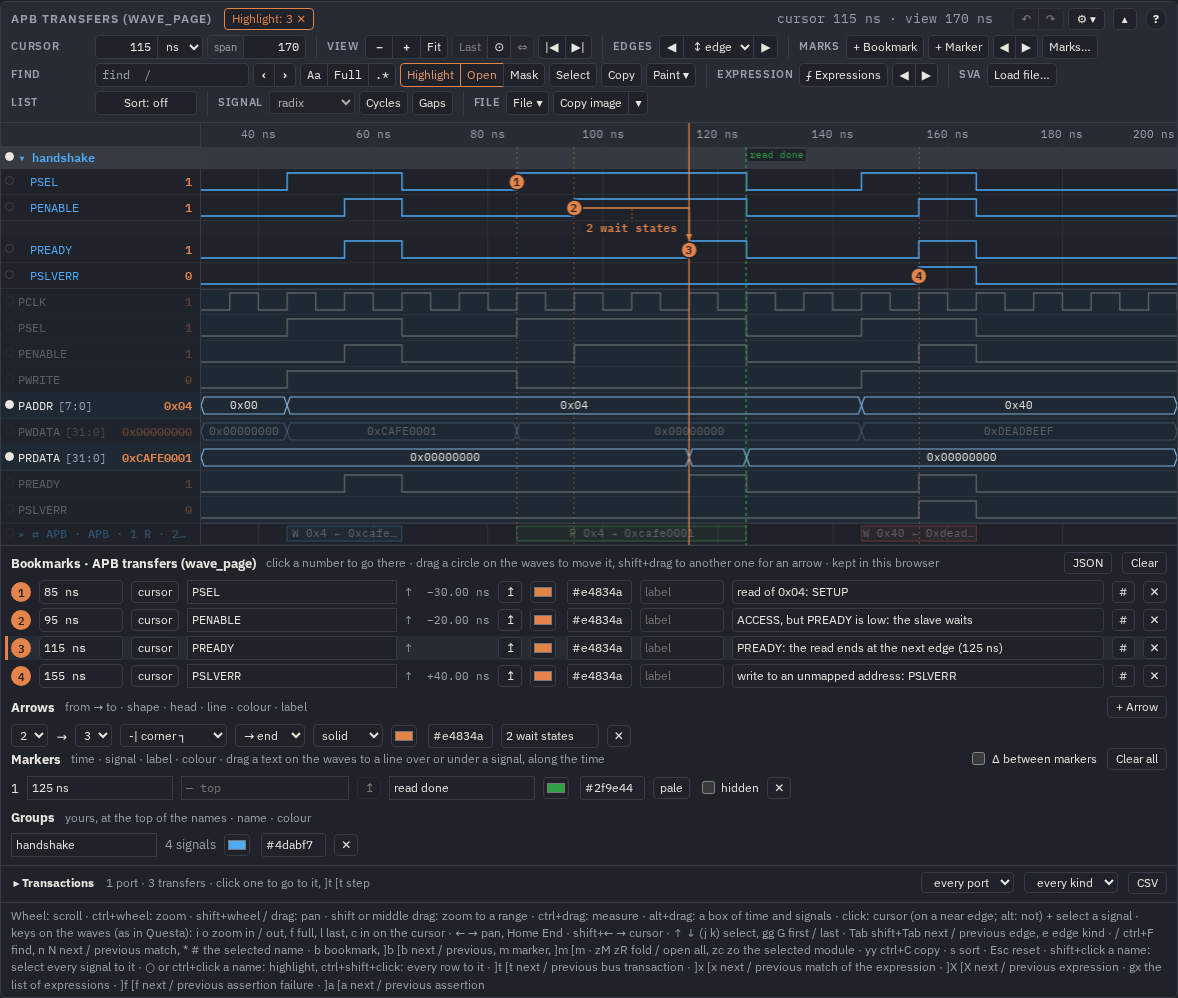 APB TRANSFERS (WAVE_PAGE) Highlight: 3 ✕ cursor 115 ns · view 170 ns ↶ ↷ ⚙ ▾ ▲ ?
CURSOR 115 ns span 170 VIEW − + Fit Last ⊙ ⇔ |◀ ▶| EDGES ◀ ↕ edge ▶ MARKS + Bookmark + Marker ◀ ▶ Marks...
FIND find / ‹ › Aa Full .* Highlight Open Mask Select Copy Paint ▾ EXPRESSION ƒ Expressions ◀ ▶ SVA Load file...
LIST Sort: off SIGNAL radix Cycles Gaps FILE File ▾ Copy image ▾
40 ns 60 ns 80 ns 100 ns 120 ns 140 ns 160 ns 180 ns 200 ns
▾ handshake read done
PSEL 1 1
PENABLE 1 2
2 wait states
PREADY 1 3
PSLVERR 0 4
PCLK 1
PSEL 1
PENABLE 1
PWRITE 0
PADDR [7:0] 0x04 0x00 0x04 0x40
PWDATA [31:0] 0x00000000 0x00000000 0xCAFE0001 0x00000000 0xDEADBEEF
PRDATA [31:0] 0xCAFE0001 0x00000000 0x00000000
PREADY 1
PSLVERR 0
▸ ⇄ APB · APB · 1 R · 2… W 0x4 ← 0xcafe… R 0x4 → 0xcafe0001 W 0x40 ← 0xdead…
Bookmarks · APB transfers (wave_page) click a number to go there · drag a circle on the waves to move it, shift+drag to another one for an arrow · kept in this browser JSON Clear
1 85 ns cursor PSEL ↑ −30.00 ns ↥ #e4834a label read of 0x04: SETUP # ✕
2 95 ns cursor PENABLE ↑ −20.00 ns ↥ #e4834a label ACCESS, but PREADY is low: the slave waits # ✕
3 115 ns cursor PREADY ↑ ↥ #e4834a label PREADY: the read ends at the next edge (125 ns) # ✕
4 155 ns cursor PSLVERR ↑ +40.00 ns ↥ #e4834a label write to an unmapped address: PSLVERR # ✕
Arrows from → to · shape · head · line · colour · label + Arrow
2 → 3 -| corner ┐ → end solid #e4834a 2 wait states ✕
Markers time · signal · label · colour · drag a text on the waves to a line over or under a signal, along the time Δ between markers Clear all
1 125 ns — top ↥ read done #2f9e44 pale hidden ✕
Groups yours, at the top of the names · name · colour
handshake 4 signals #4dabf7 ✕
▸ Transactions 1 port · 3 transfers · click one to go to it, ]t [t step every port every kind CSV
Wheel: scroll · ctrl+wheel: zoom · shift+wheel / drag: pan · shift or middle drag: zoom to a range · ctrl+drag: measure · alt+drag: a box of time and signals · click: cursor (on a near edge; alt: not) + select a signal ·
keys on the waves (as in Questa): i o zoom in / out, f full, l last, c in on the cursor · ← → pan, Home End · shift+← → cursor · ↑ ↓ (j k) select, gg G first / last · Tab shift+Tab next / previous edge, e edge kind · / ctrl+F
find, n N next / previous match, * # the selected name · b bookmark, ]b [b next / previous, m marker, ]m [m · zM zR fold / open all, zc zo the selected module · yy ctrl+C copy · s sort · Esc reset · shift+click a name:
select every signal to it · ○ or ctrl+click a name: highlight, ctrl+shift+click: every row to it · ]t [t next / previous bus transaction · ]x [x next / previous match of the expression · ]X [X next / previous expression · gx the
list of expressions · ]f [f next / previous assertion failure · ]a [a next / previous assertion